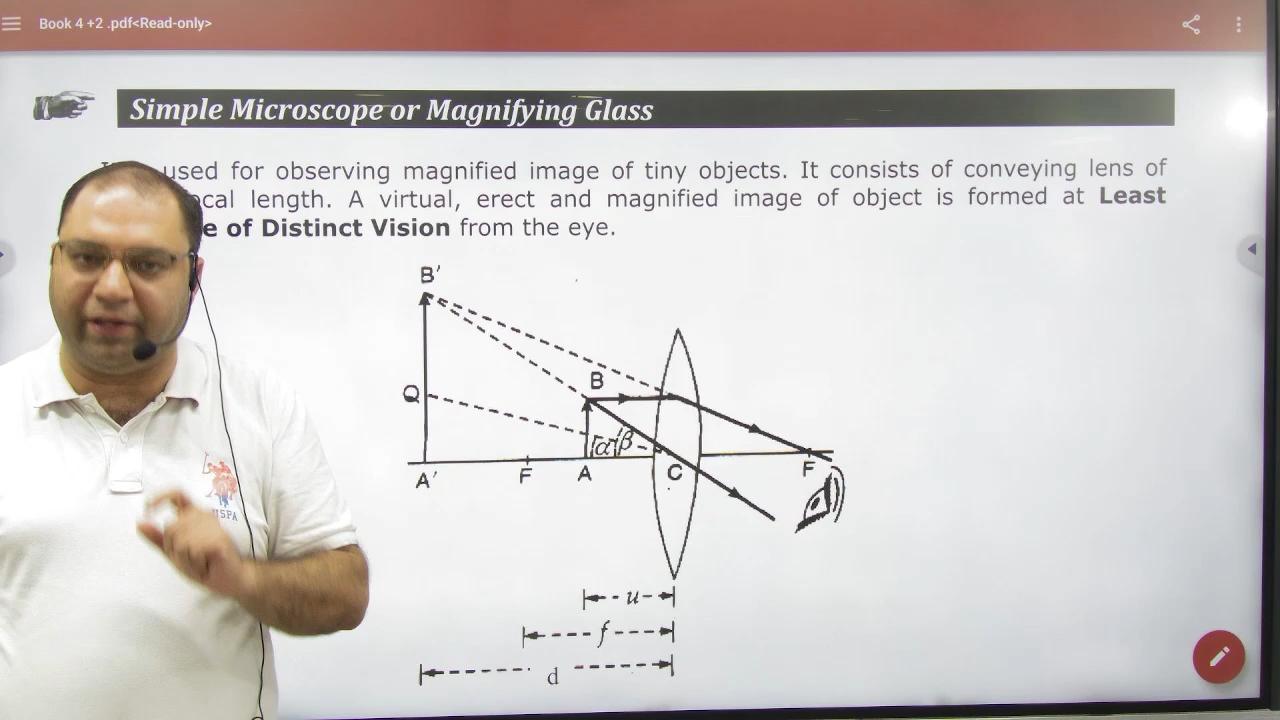 Book 4 +2 .pdf<Read-only>
Simple Microscope or Magnifying Glass
used for observing magnified image of tiny objects. It consists of conveying lens of
ocal length. A virtual, erect and magnified image of object is formed at Least
e of Distinct Vision from the eye.
B'
B
Q
α β
A' F A C F
USPA
u
f
d